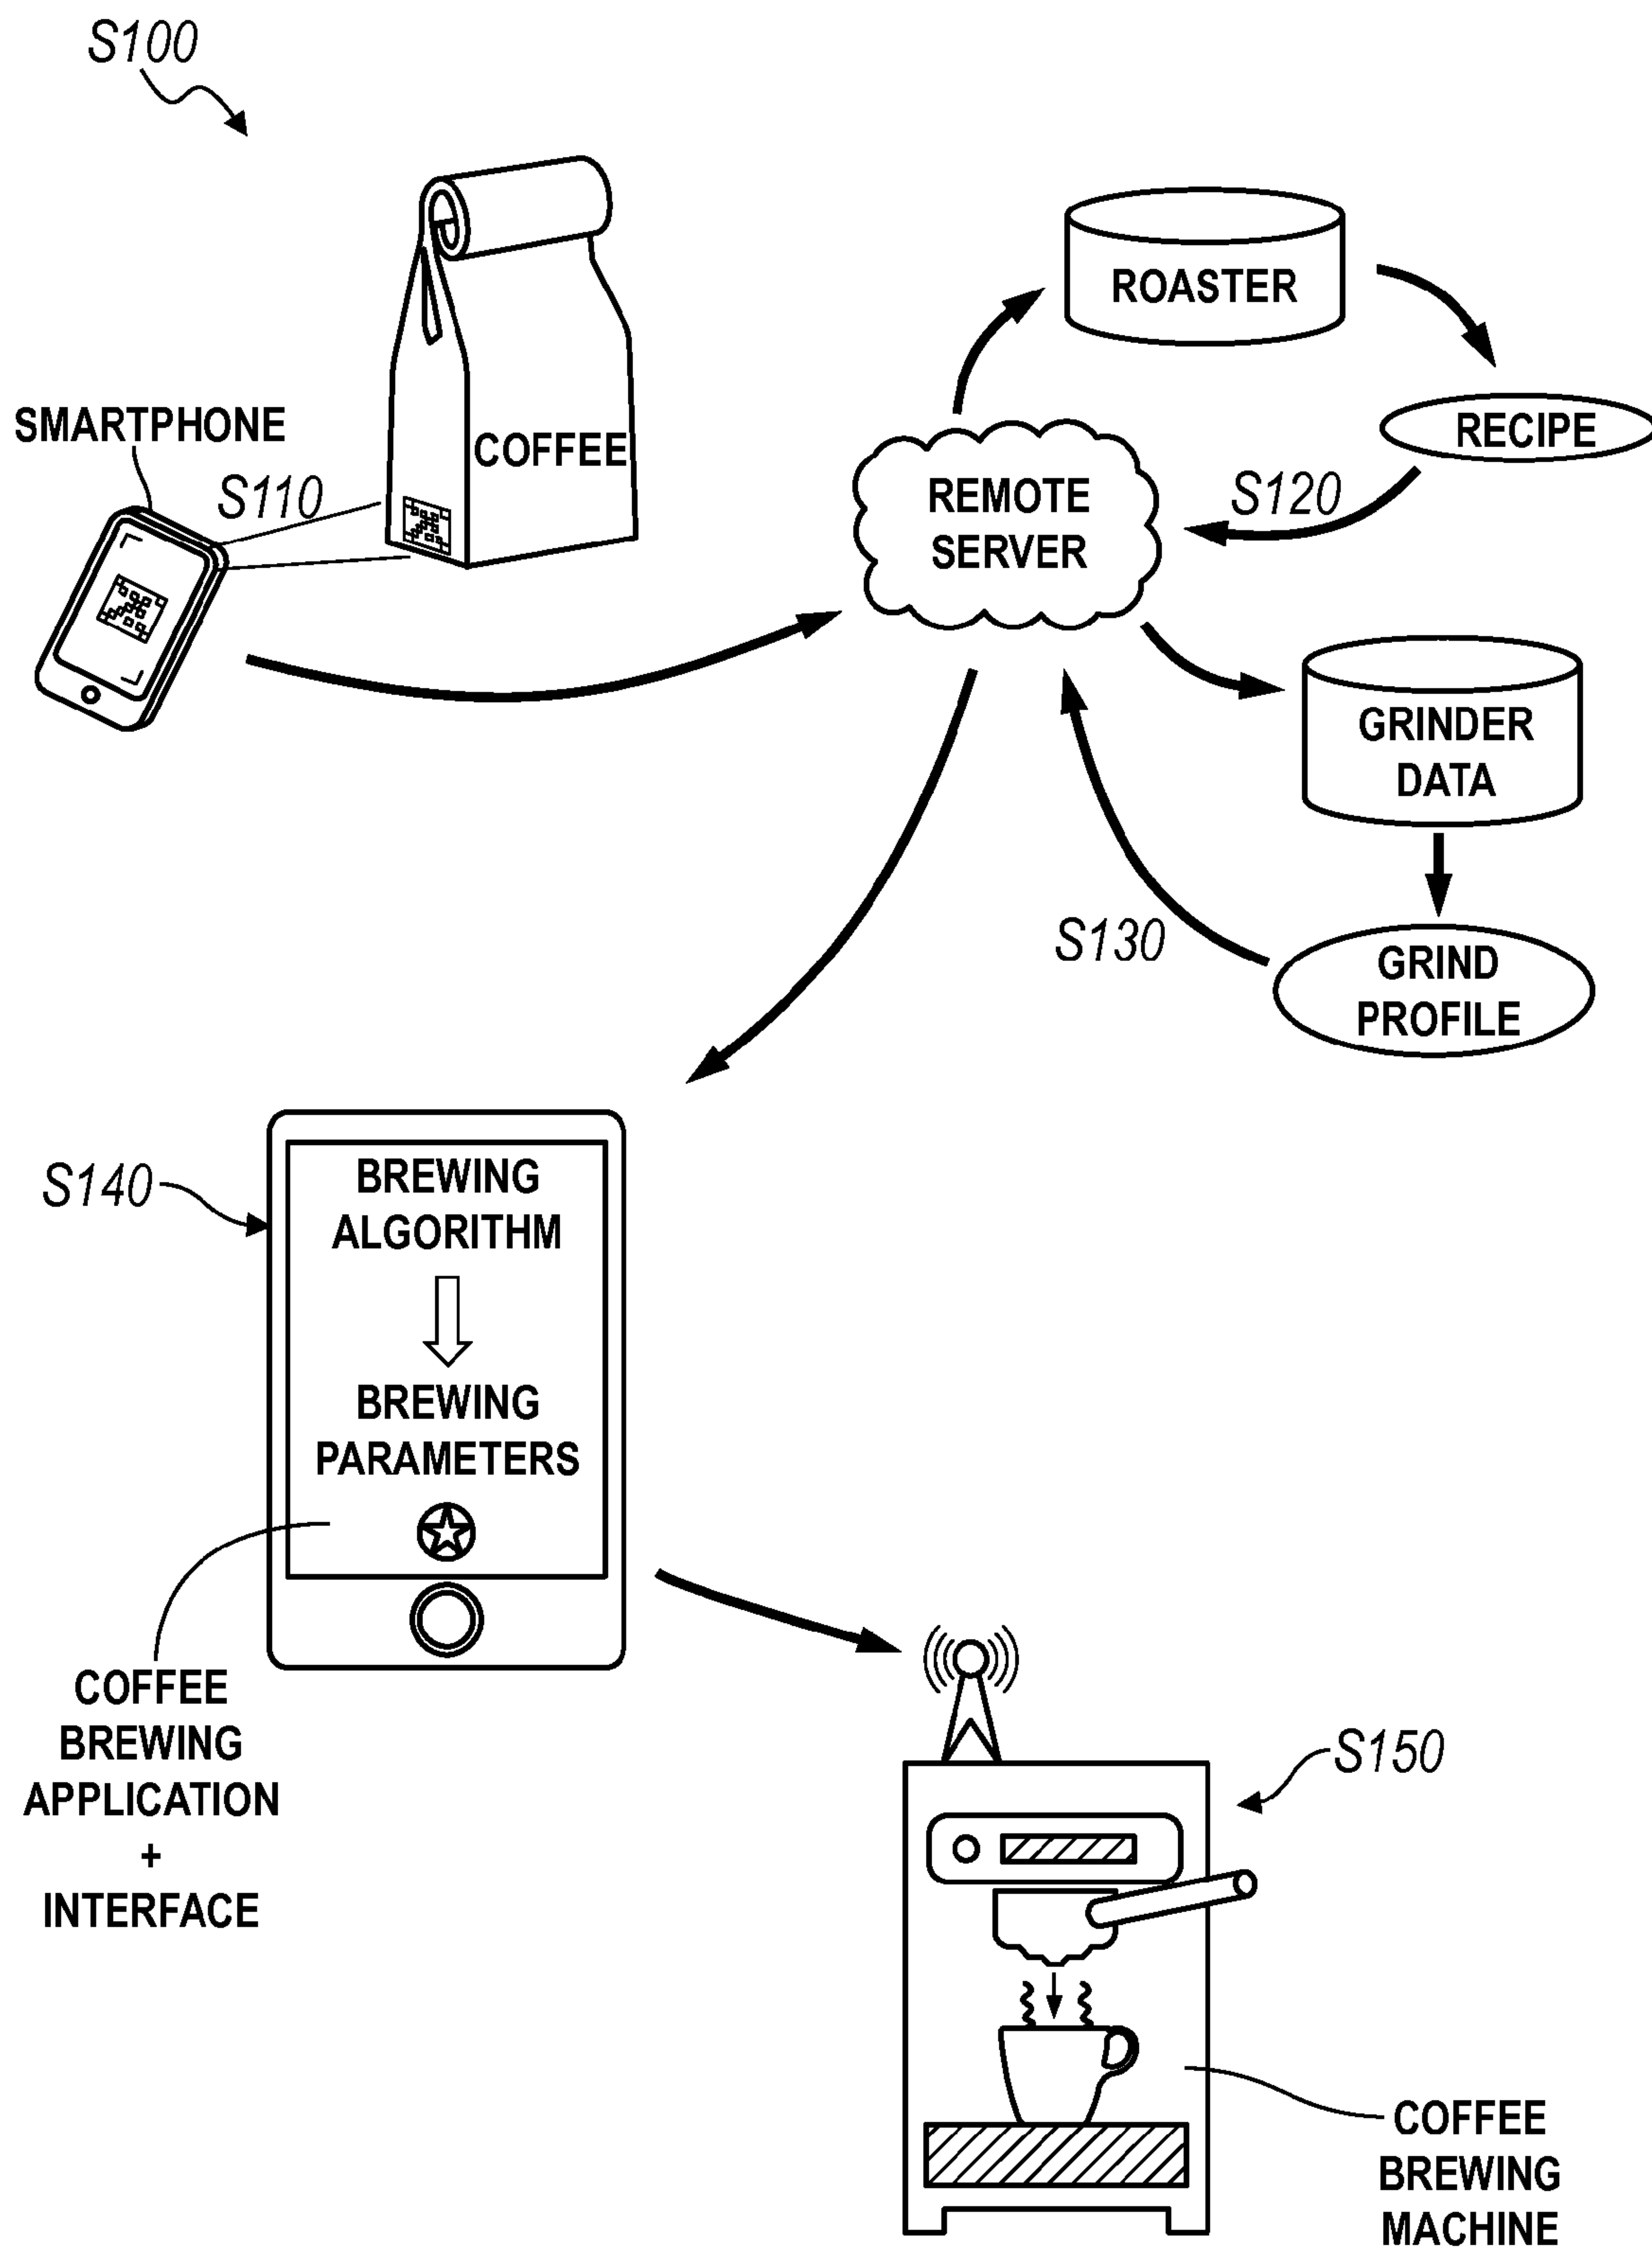 S100
ROASTER
SMARTPHONE
S110
COFFEE
RECIPE
REMOTE
SERVER
S120
GRINDER
DATA
S130
GRIND
PROFILE
S140
BREWING
ALGORITHM
BREWING
PARAMETERS
COFFEE
BREWING
APPLICATION
+
INTERFACE
S150
COFFEE
BREWING
MACHINE